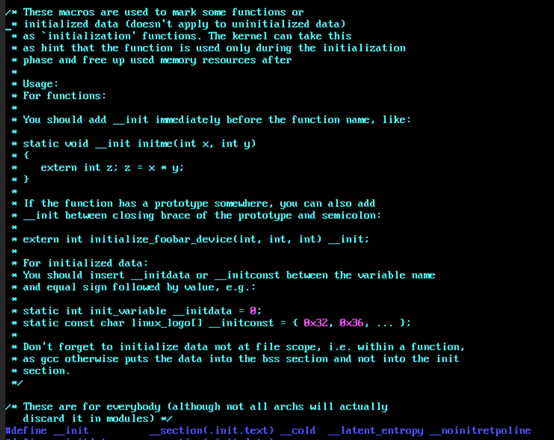 /* These macros are used to mark some functions or
 * initialized data (doesn't apply to uninitialized data)
 * as `initialization' functions. The kernel can take this
 * as hint that the function is used only during the initialization
 * phase and free up used memory resources after
 *
 * Usage:
 * For functions:
 *
 * You should add __init immediately before the function name, like:
 *
 * static void __init initme(int x, int y)
 * {
 *    extern int z; z = x * y;
 * }
 *
 * If the function has a prototype somewhere, you can also add
 * __init between closing brace of the prototype and semicolon:
 *
 * extern int initialize_foobar_device(int, int, int) __init;
 *
 * For initialized data:
 * You should insert __initdata or __initconst between the variable name
 * and equal sign followed by value, e.g.:
 *
 * static int init_variable __initdata = 0;
 * static const char linux_logo[] __initconst = { 0x32, 0x36, ... };
 *
 * Don't forget to initialize data not at file scope, i.e. within a function,
 * as gcc otherwise puts the data into the bss section and not into the init
 * section.
 */

/* These are for everybody (although not all archs will actually
   discard it in modules) */
#define __init          __section(.init.text) __cold  __latent_entropy __noinitretpoline